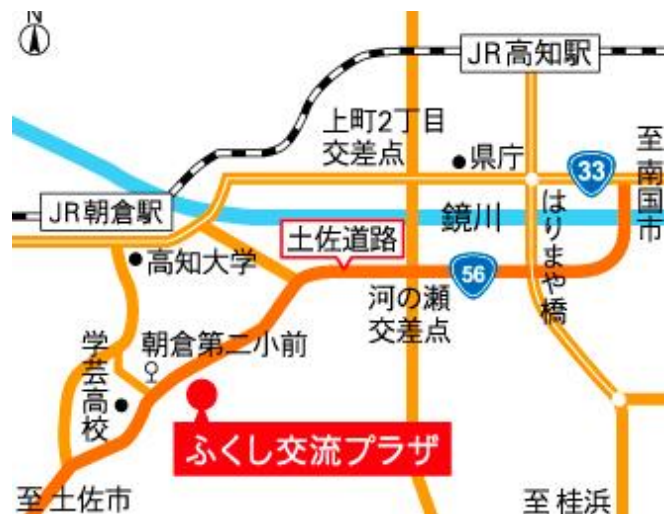 N
JR高知駅
上町2丁目
交差点
県庁
33
至南国市
JR朝倉駅
鏡川
はりまや橋
土佐道路
高知大学
56
河の瀬
交差点
朝倉第二小前
学芸高校
ふくし交流プラザ
至 土佐市
至 桂浜